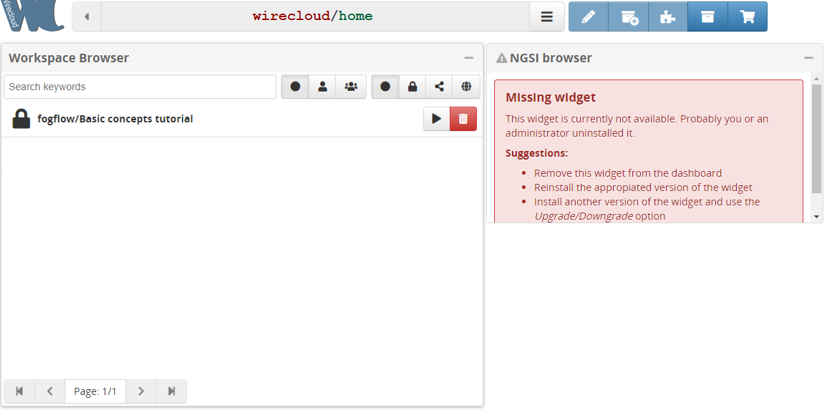 Wirecloud
wirecloud/home
Workspace Browser
NGSI browser
Search keywords
Missing widget
This widget is currently not available. Probably you or an
administrator uninstalled it.
fogflow/Basic concepts tutorial
Suggestions:
Remove this widget from the dashboard
Reinstall the appropiated version of the widget
Install another version of the widget and use the
Upgrade/Downgrade option
Page: 1/1